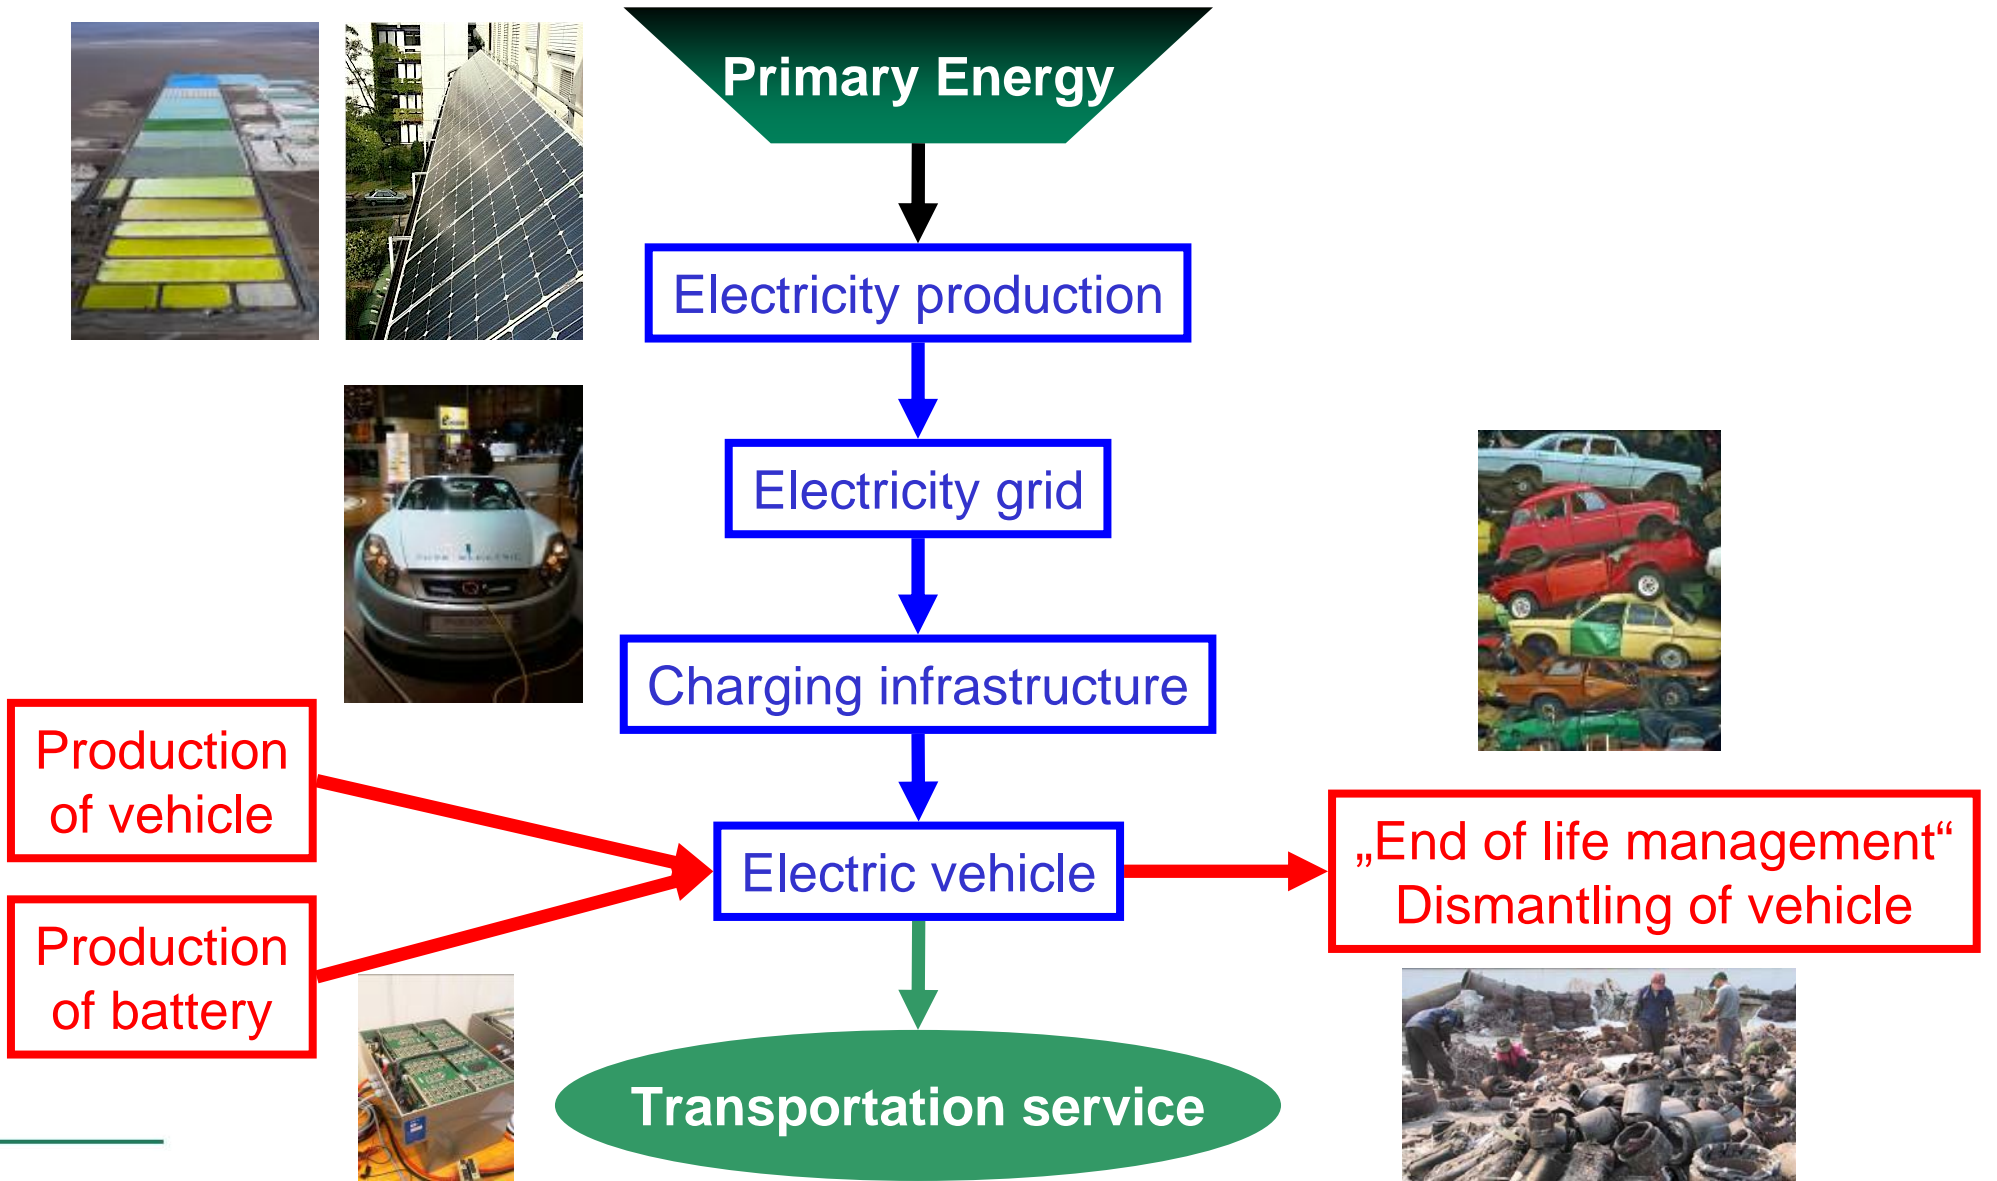 Primary Energy
Electricity production
Electricity grid
Charging infrastructure
Production
of vehicle
Electric vehicle
„End of life management“
Dismantling of vehicle
Production
of battery
Transportation service